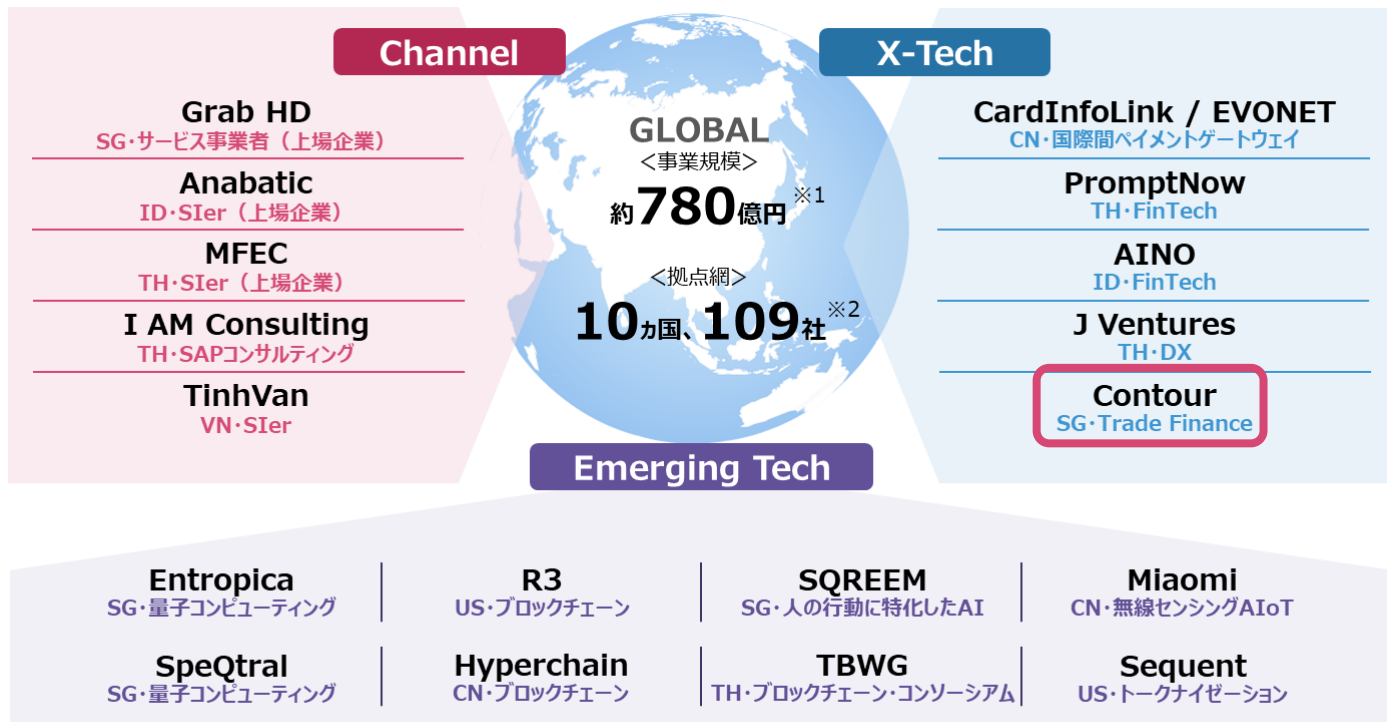 Channel
X-Tech
Grab HD
SG・サービス事業者（上場企業）
Anabatic
ID・SIer（上場企業）
MFEC
TH・SIer（上場企業）
I AM Consulting
TH・SAPコンサルティング
TinhVan
VN・SIer
GLOBAL
＜事業規模＞
約780億円※1
＜拠点網＞
10ヵ国、109社※2
CardInfoLink / EVONET
CN・国際間ペイメントゲートウェイ
PromptNow
TH・FinTech
AINO
ID・FinTech
J Ventures
TH・DX
Contour
SG・Trade Finance
Emerging Tech
Entropica
SG・量子コンピューティング
R3
US・ブロックチェーン
SQREEM
SG・人の行動に特化したAI
Miaomi
CN・無線センシングAIoT
SpeQtral
SG・量子コンピューティング
Hyperchain
CN・ブロックチェーン
TBWG
TH・ブロックチェーン・コンソーシアム
Sequent
US・トークナイゼーション